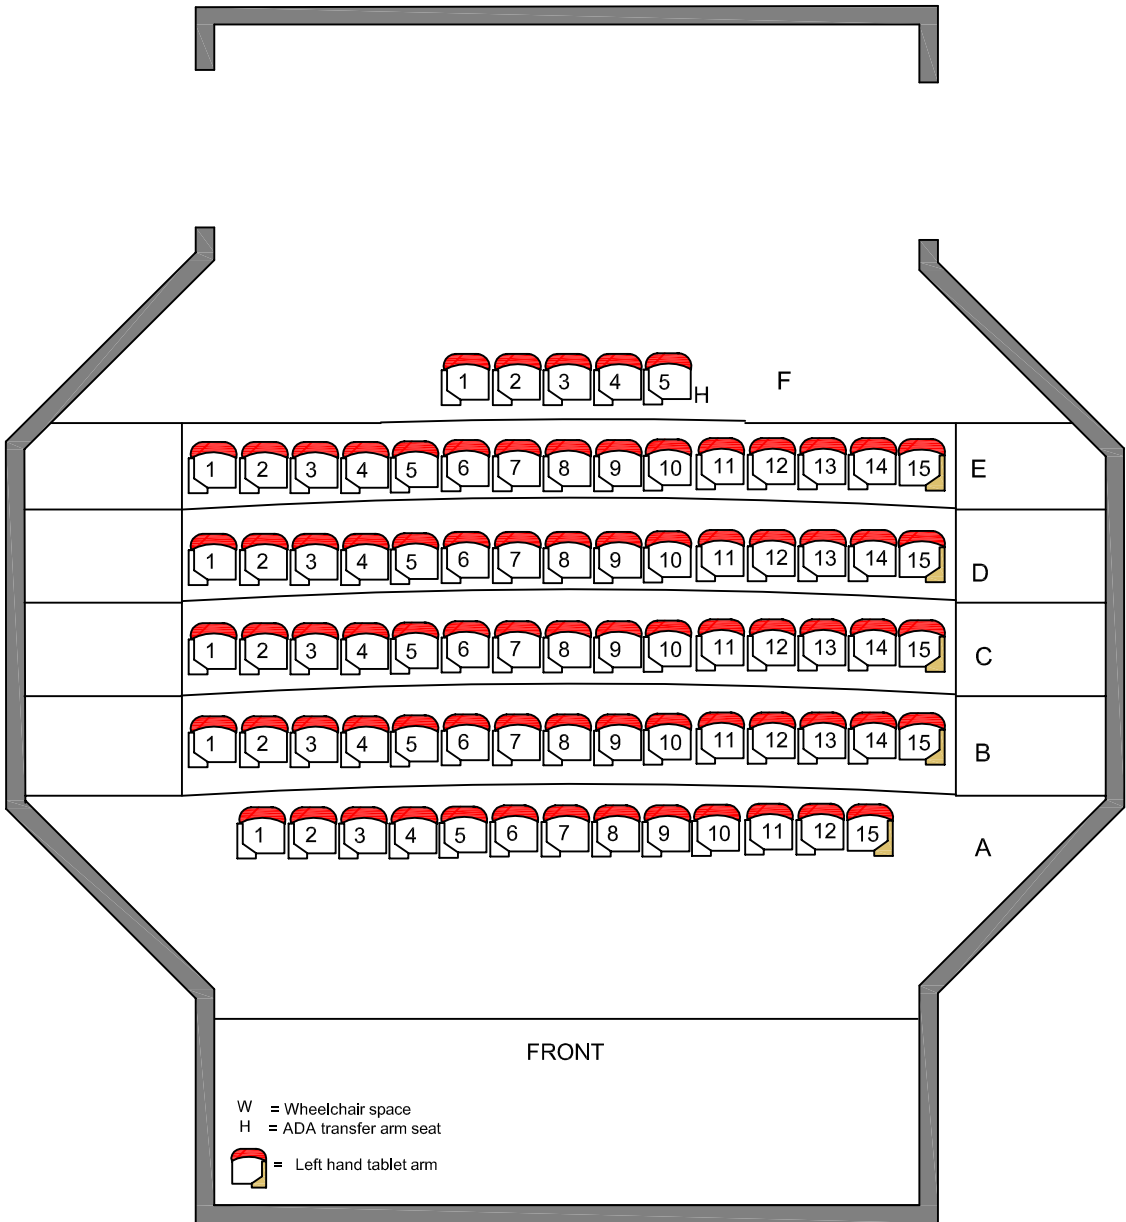 1 2 3 4 5 H F
1 2 3 4 5 6 7 8 9 10 11 12 13 14 15 E
1 2 3 4 5 6 7 8 9 10 11 12 13 14 15 D
1 2 3 4 5 6 7 8 9 10 11 12 13 14 15 C
1 2 3 4 5 6 7 8 9 10 11 12 13 14 15 B
1 2 3 4 5 6 7 8 9 10 11 12 15 A
FRONT
W = Wheelchair space
H = ADA transfer arm seat
= Left hand tablet arm